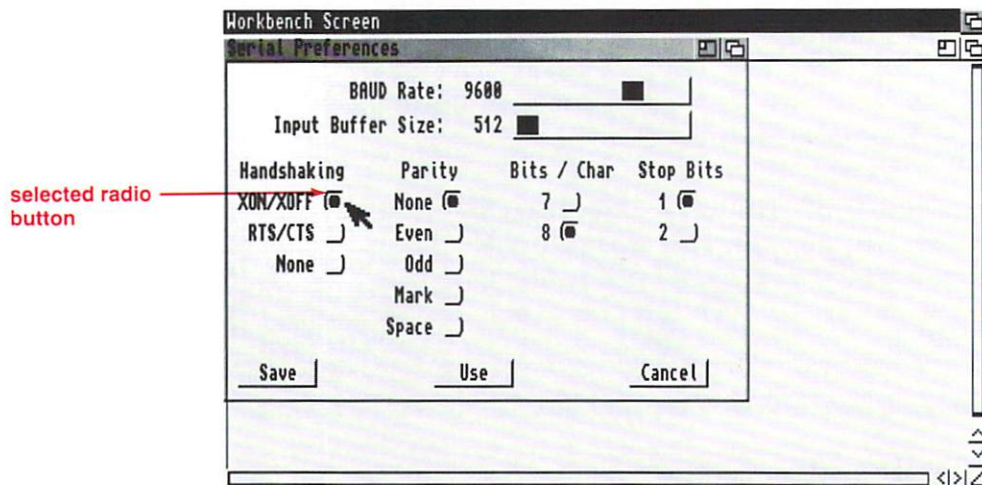 Workbench Screen
Serial Preferences
BAUD Rate: 9600
Input Buffer Size: 512
Handshaking Parity Bits / Char Stop Bits
selected radio button
XON/XOFF None 7 1
RTS/CTS Even 8 2
None Odd
Mark
Space
Save Use Cancel